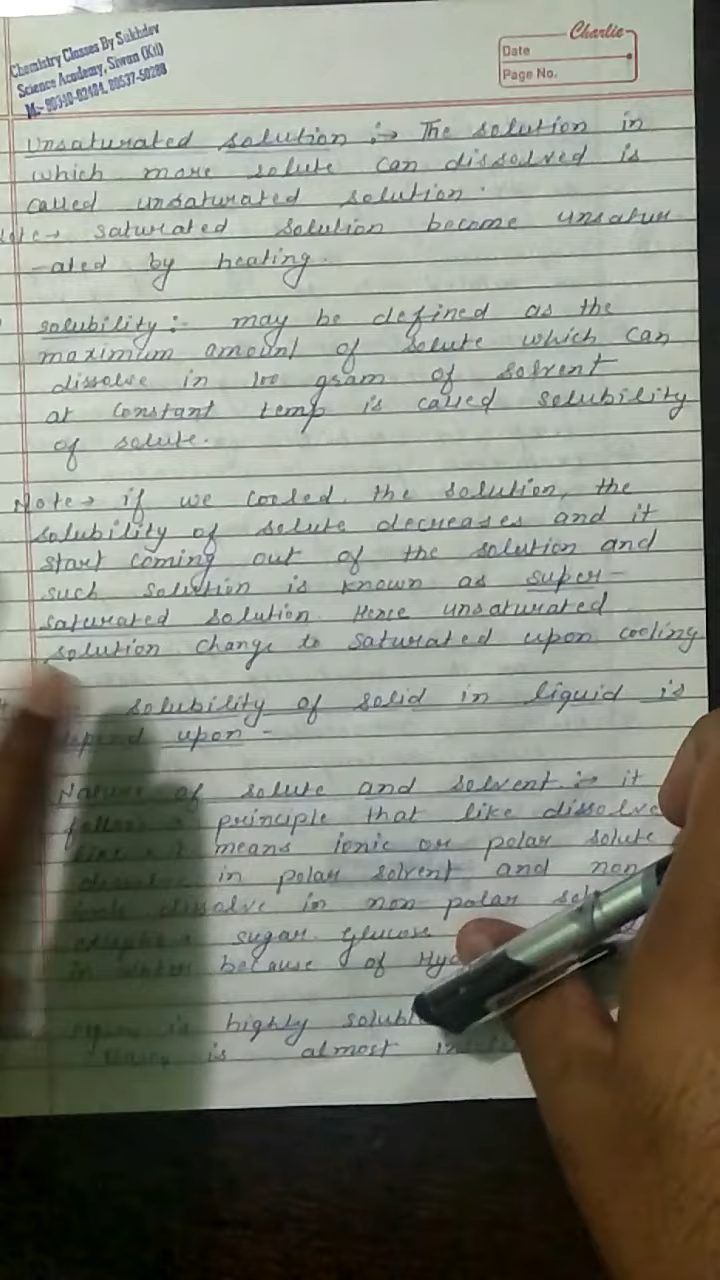 Chemistry Classes By Sukhdev
Science Academy, Siwan (Kti)
Charlie
Date
Page No.
Unsaturated solution :→ The solution in
which more solute can dissolved is
called unsaturated solution.
saturated solution become unsatur
-ated by heating.
solubility :- may be defined as the
maximum amount of solute which can
dissolve in 100 gram of solvent
at constant temp is called solubility
of solute.
Note → if we cooled the solution, the
solubility of solute decreases and it
start coming out of the solution and
such solution is known as super-
saturated solution. Hence unsaturated
solution change to saturated upon cooling
solubility of solid in liquid is
depend upon -
Nature of solute and solvent :→ it
principle that like dissolve
means ionic or polar solute
in polar solvent and non
dissolve in non polar
sugar. Glucose
in water because of
is highly
is almost